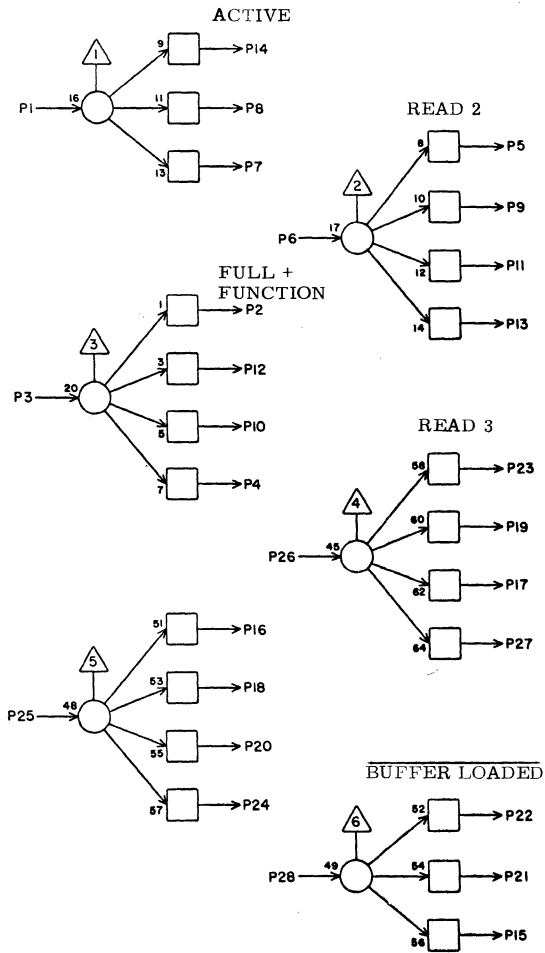 ACTIVE
1
9 P14
P1 16 11 P8
13 P7
READ 2
2
8 P5
10 P9
P6 17
12 P11
14 P13
FULL +
FUNCTION
3
1 P2
3 P12
P3 20
5 P10
7 P4
READ 3
4
58 P23
60 P19
P26 45
62 P17
64 P27
5
51 P16
53 P18
P25 48
55 P20
57 P24
BUFFER LOADED
6
52 P22
P28 49 54 P21
56 P15